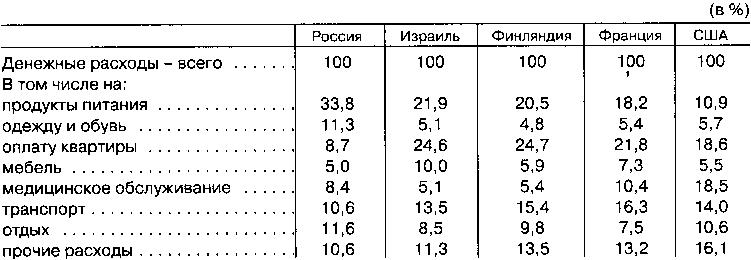 (в %)
Россия Израиль Финляндия Франция США
Денежные расходы – всего ...... 100 100 100 100 100
В том числе на:
продукты питания ............. 33,8 21,9 20,5 18,2 10,9
одежду и обувь ............... 11,3 5,1 4,8 5,4 5,7
оплату квартиры .............. 8,7 24,6 24,7 21,8 18,6
мебель ....................... 5,0 10,0 5,9 7,3 5,5
медицинское обслуживание ...... 8,4 5,1 5,4 10,4 18,5
транспорт .................... 10,6 13,5 15,4 16,3 14,0
отдых ........................ 11,6 8,5 9,8 7,5 10,6
прочие расходы ............... 10,6 11,3 13,5 13,2 16,1